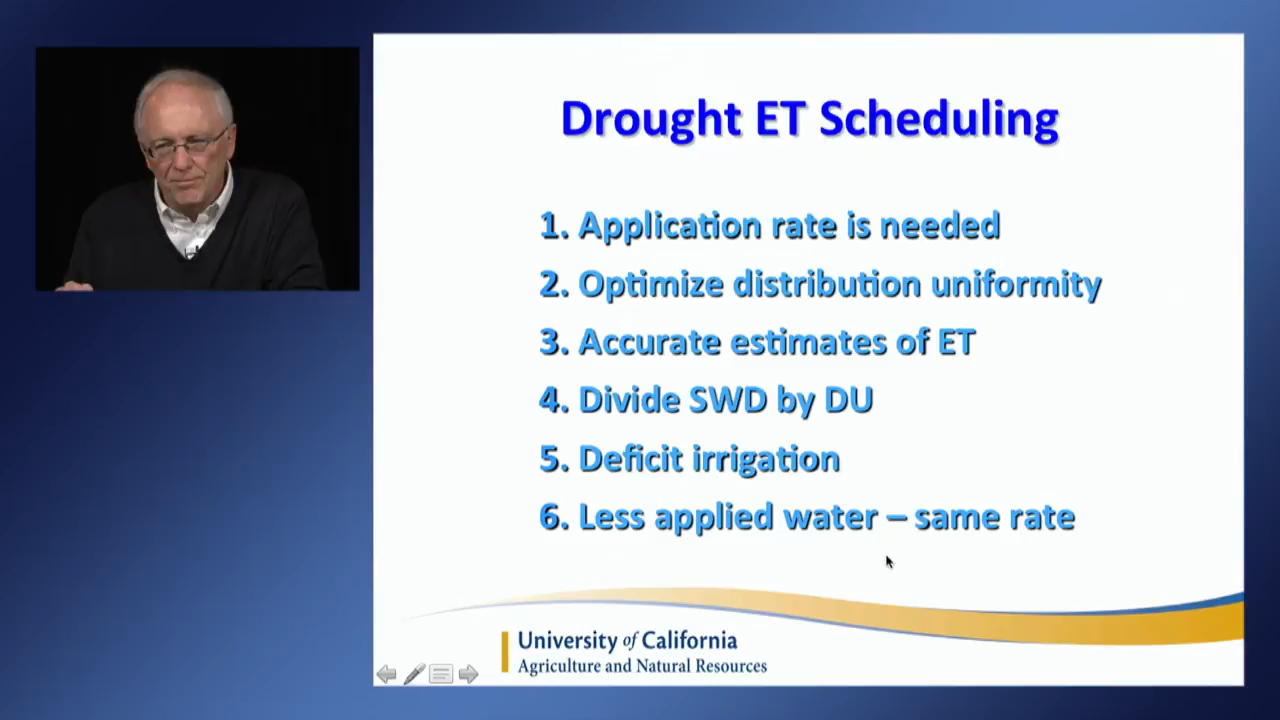 Drought ET Scheduling
1. Application rate is needed
2. Optimize distribution uniformity
3. Accurate estimates of ET
4. Divide SWD by DU
5. Deficit irrigation
6. Less applied water – same rate
University of California
Agriculture and Natural Resources